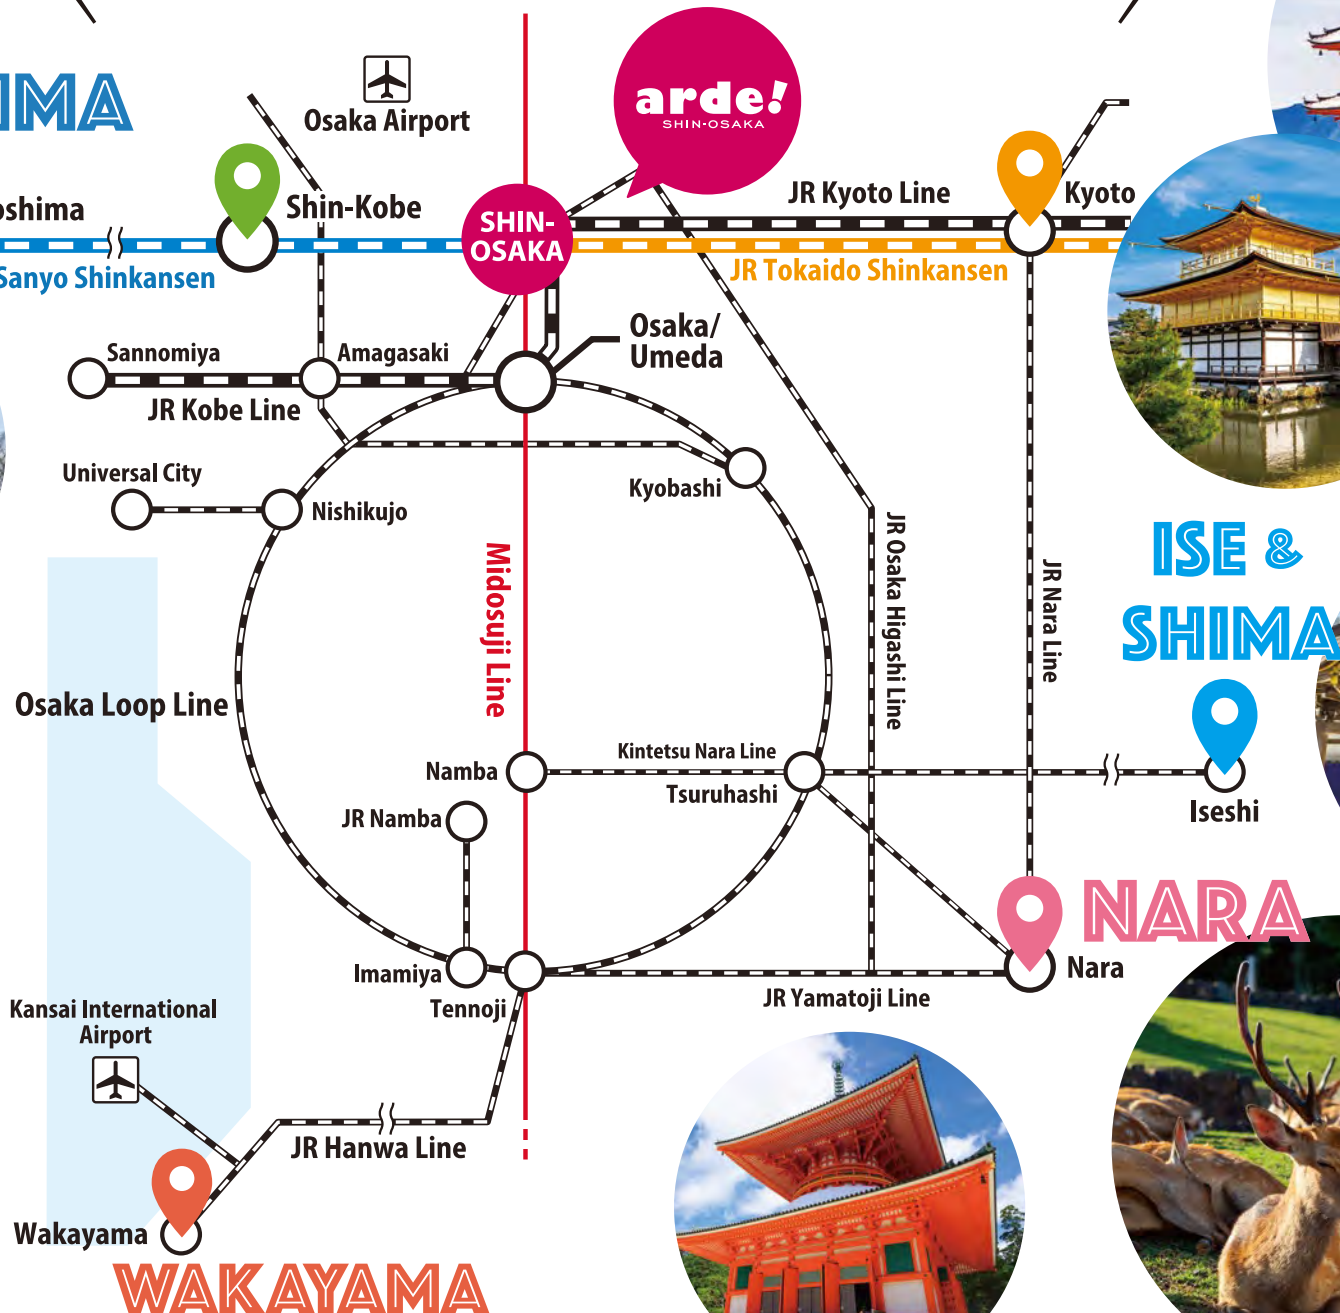 Osaka Airport
arde!
SHIN-OSAKA
Shin-Kobe
SHIN-
OSAKA
JR Kyoto Line
Kyoto
Sanyo Shinkansen
JR Tokaido Shinkansen
Osaka/
Umeda
Sannomiya
Amagasaki
JR Kobe Line
Universal City
Nishikujo
Kyobashi
Midosuji Line
JR Osaka Higashi Line
JR Nara Line
ISE &
SHIMA
Osaka Loop Line
Namba
Kintetsu Nara Line
Tsuruhashi
JR Namba
Iseshi
NARA
Nara
Imamiya
Tennoji
JR Yamatoji Line
Kansai International
Airport
JR Hanwa Line
Wakayama
WAKAYAMA